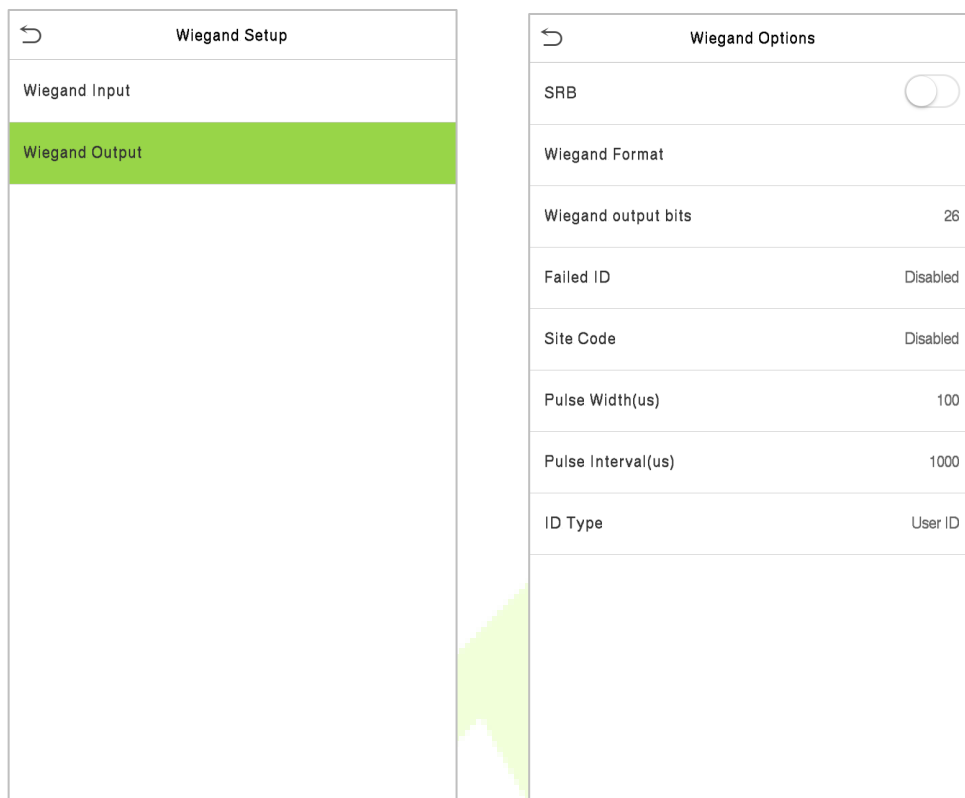 Wiegand Setup
Wiegand Input
Wiegand Output
Wiegand Options
SRB
Wiegand Format
Wiegand output bits 26
Failed ID Disabled
Site Code Disabled
Pulse Width(us) 100
Pulse Interval(us) 1000
ID Type User ID